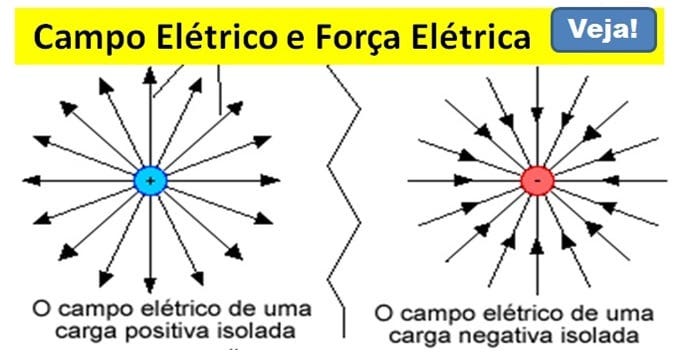 Campo Elétrico e Força Elétrica
Veja!
+
-
O campo elétrico de uma
carga positiva isolada
O campo elétrico de uma
carga negativa isolada